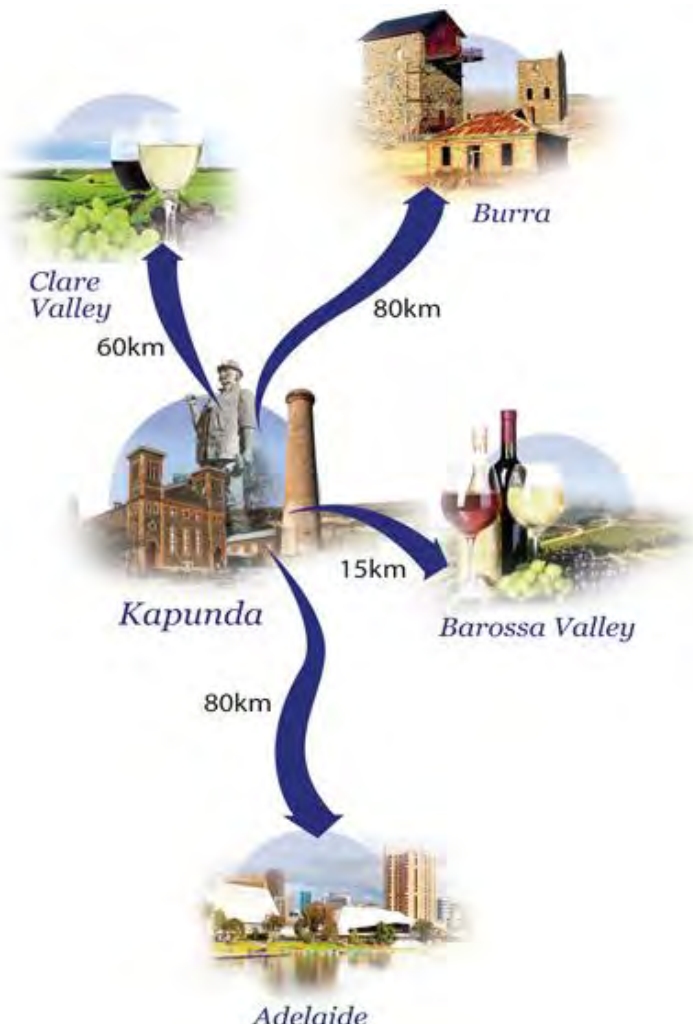 Burra
Clare
Valley
80km
60km
15km
Kapunda
Barossa Valley
80km
Adelaide